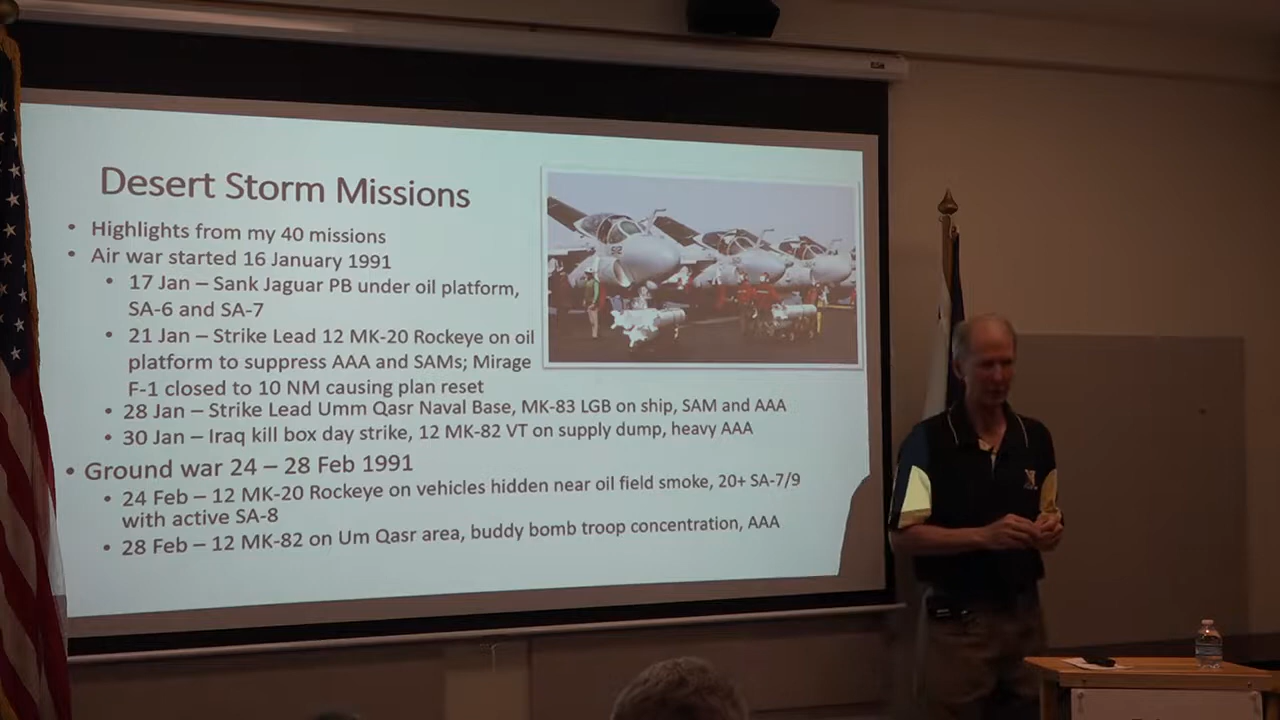 Desert Storm Missions
• Highlights from my 40 missions
• Air war started 16 January 1991
• 17 Jan – Sank Jaguar PB under oil platform,
SA-6 and SA-7
• 21 Jan – Strike Lead 12 MK-20 Rockeye on oil
platform to suppress AAA and SAMs; Mirage
F-1 closed to 10 NM causing plan reset
• 28 Jan – Strike Lead Umm Qasr Naval Base, MK-83 LGB on ship, SAM and AAA
• 30 Jan – Iraq kill box day strike, 12 MK-82 VT on supply dump, heavy AAA
• Ground war 24 – 28 Feb 1991
• 24 Feb – 12 MK-20 Rockeye on vehicles hidden near oil field smoke, 20+ SA-7/9
with active SA-8
• 28 Feb – 12 MK-82 on Um Qasr area, buddy bomb troop concentration, AAA